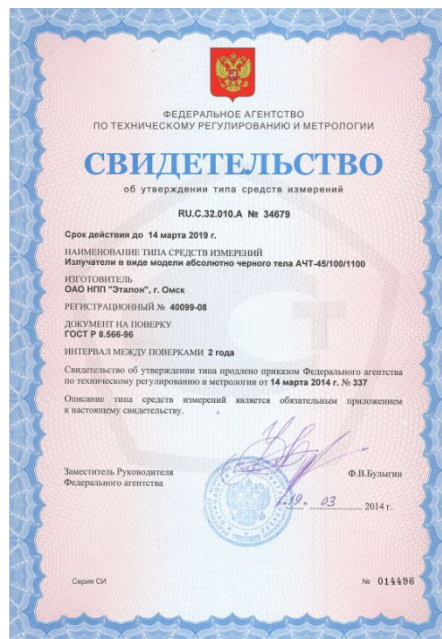 ФЕДЕРАЛЬНОЕ АГЕНТСТВО
ПО ТЕХНИЧЕСКОМУ РЕГУЛИРОВАНИЮ И МЕТРОЛОГИИ
СВИДЕТЕЛЬСТВО
об утверждении типа средств измерений
RU.C.32.010.A № 34679
Срок действия до 14 марта 2019 г.
НАИМЕНОВАНИЕ ТИПА СРЕДСТВ ИЗМЕРЕНИЙ
Излучатели в виде модели абсолютно черного тела АЧТ-45/100/1100
ИЗГОТОВИТЕЛЬ
ОАО НПП "Эталон", г. Омск
РЕГИСТРАЦИОННЫЙ № 40099-08
ДОКУМЕНТ НА ПОВЕРКУ
ГОСТ Р 8.566-96
ИНТЕРВАЛ МЕЖДУ ПОВЕРКАМИ 2 года
Свидетельство об утверждении типа продлено приказом Федерального агентства
по техническому регулированию и метрологии от 14 марта 2014 г. № 337
Описание типа средств измерений является обязательным приложением
к настоящему свидетельству.
Заместитель Руководителя
Федерального агентства
Ф.В.Булыгин
19 . 03 2014 г.
Серия СИ
№ 014496